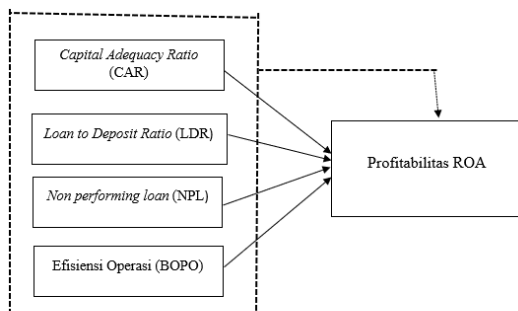 Capital Adequacy Ratio
(CAR)
Loan to Deposit Ratio (LDR)
Non performing loan (NPL)
Efisiensi Operasi (BOPO)
Profitabilitas ROA